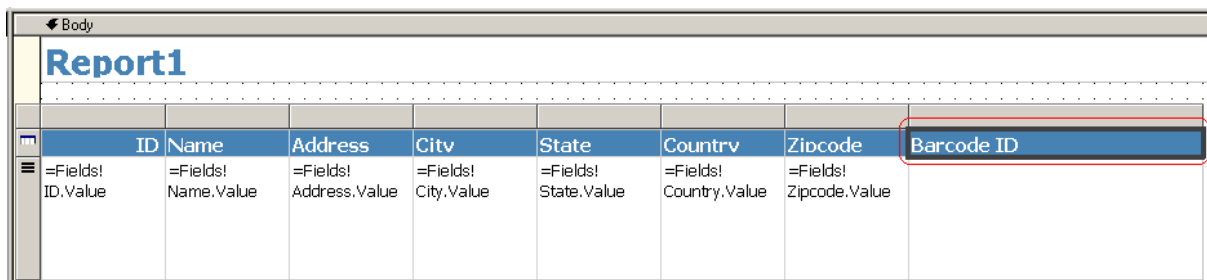 Body
Report1
ID Name Address City State Country Zipcode Barcode ID
=Fields! =Fields! =Fields! =Fields! =Fields! =Fields! =Fields!
ID.Value Name.Value Address.Value City.Value State.Value Country.Value Zipcode.Value